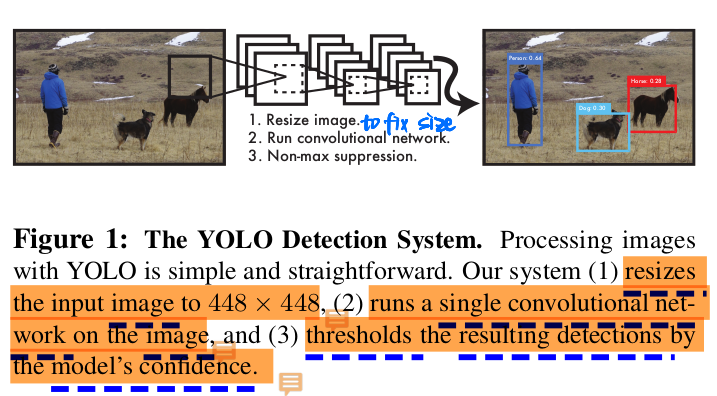 Person: 0.64
Horse: 0.28
Dog: 0.30
1. Resize image. to fix size
2. Run convolutional network.
3. Non-max suppression.
Figure 1: The YOLO Detection System. Processing images
with YOLO is simple and straightforward. Our system (1) resizes
the input image to 448 × 448, (2) runs a single convolutional net-
work on the image, and (3) thresholds the resulting detections by
the model's confidence.